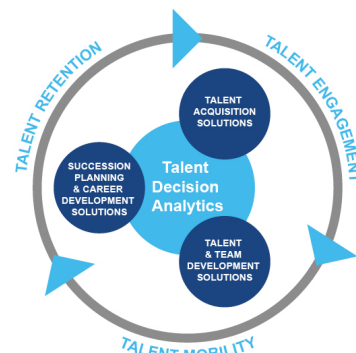 TALENT RETENTION
TALENT ENGAGEMENT
TALENT
ACQUISITION
SOLUTIONS
SUCCESSION
PLANNING
& CAREER
DEVELOPMENT
SOLUTIONS
Talent
Decision
Analytics
TALENT
& TEAM
DEVELOPMENT
SOLUTIONS
TALENT MOBILITY